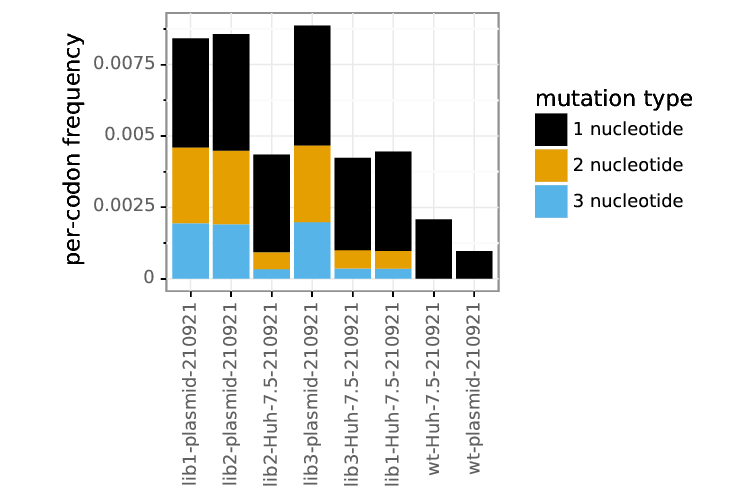 per-codon frequency
0.0075
0.005
0.0025
0
lib1-plasmid-210921
lib2-plasmid-210921
lib2-Huh-7.5-210921
lib3-plasmid-210921
lib3-Huh-7.5-210921
lib1-Huh-7.5-210921
wt-Huh-7.5-210921
wt-plasmid-210921
mutation type
1 nucleotide
2 nucleotide
3 nucleotide